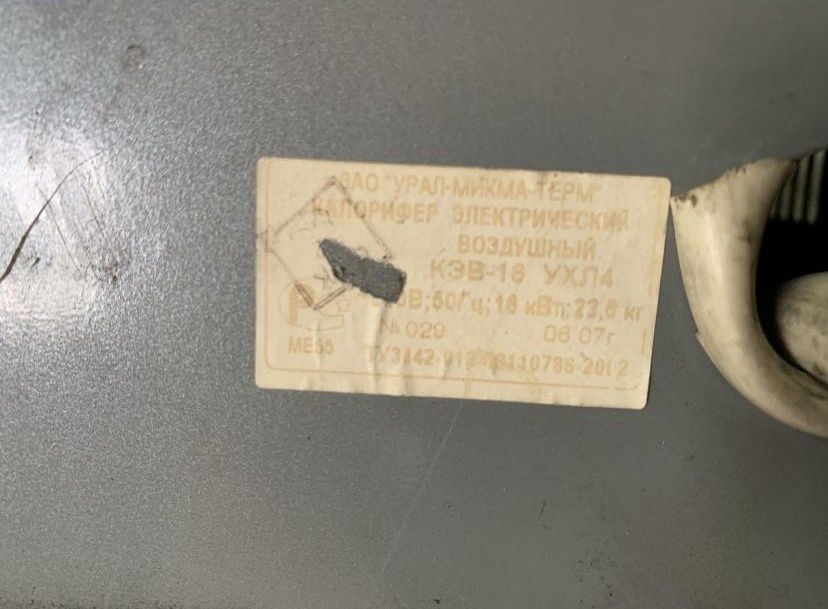 ЗАО "УРАЛ-МИКМА-ТЕРМ"
КАЛОРИФЕР ЭЛЕКТРИЧЕСКИЙ
ВОЗДУШНЫЙ
КЭВ-16 УХЛ4
50Гц; 16 кВт; 23,6 кг
№ 029 06.07г
МЕ55